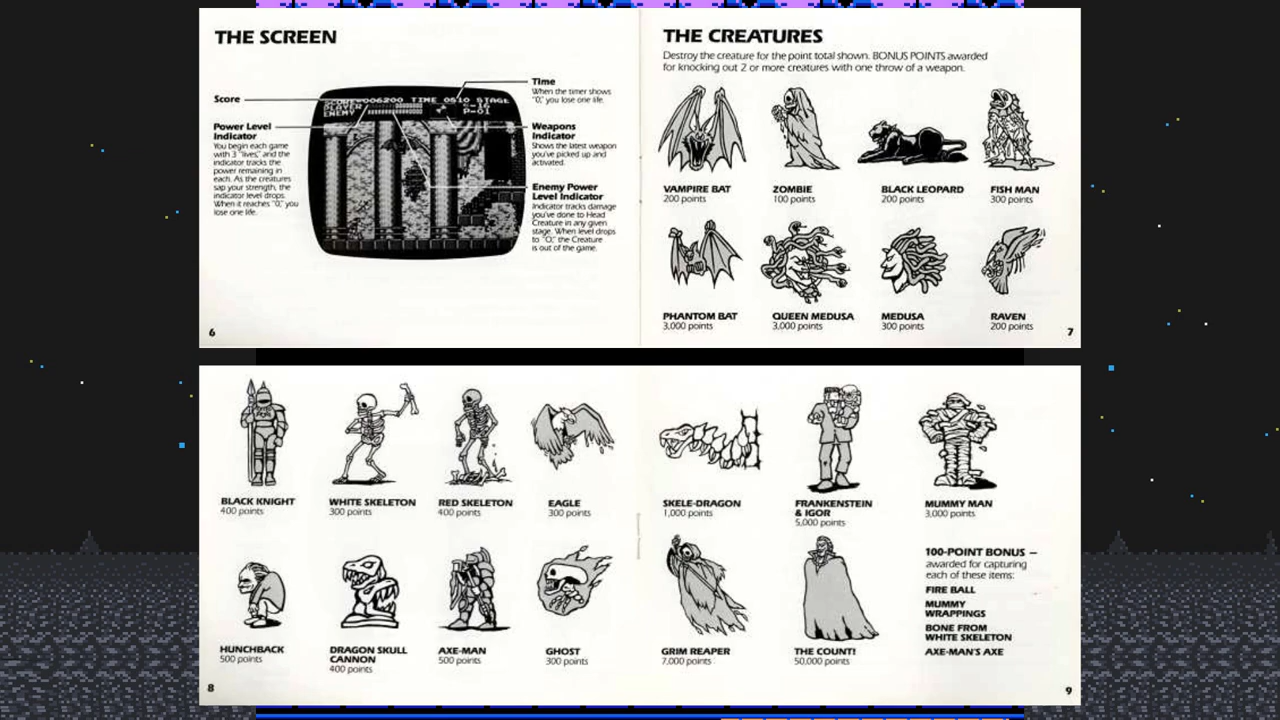 THE SCREEN
Score
Power Level
Indicator
You begin each game
with 3 "lives," and the
indicator tracks the
power remaining in
each. As the creatures
sap your strength, the
indicator level drops.
When it reaches "0," you
lose one life.
SCORE-006200 TIME 0510 STAGE
PLAYER
ENEMY
P-01
Time
When the timer shows
"0," you lose one life.
Weapons
Indicator
Shows the latest weapon
you've picked up and
activated.
Enemy Power
Level Indicator
Indicator tracks damage
you've done to Head
Creature in any given
stage. When level drops
to "O," the Creature
is out of the game.
6
THE CREATURES
Destroy the creature for the point total shown. BONUS POINTS awarded
for knocking out 2 or more creatures with one throw of a weapon.
VAMPIRE BAT
200 points
ZOMBIE
100 points
BLACK LEOPARD
200 points
FISH MAN
300 points
PHANTOM BAT
3,000 points
QUEEN MEDUSA
3,000 points
MEDUSA
300 points
RAVEN
200 points
7
BLACK KNIGHT
400 points
WHITE SKELETON
300 points
RED SKELETON
400 points
EAGLE
300 points
HUNCHBACK
500 points
DRAGON SKULL
CANNON
400 points
AXE-MAN
500 points
GHOST
300 points
8
SKELE-DRAGON
1,000 points
FRANKENSTEIN
& IGOR
5,000 points
MUMMY MAN
3,000 points
GRIM REAPER
7,000 points
THE COUNT!
50,000 points
100-POINT BONUS —
awarded for capturing
each of these items:
FIRE BALL
MUMMY
WRAPPINGS
BONE FROM
WHITE SKELETON
AXE-MAN'S AXE
9